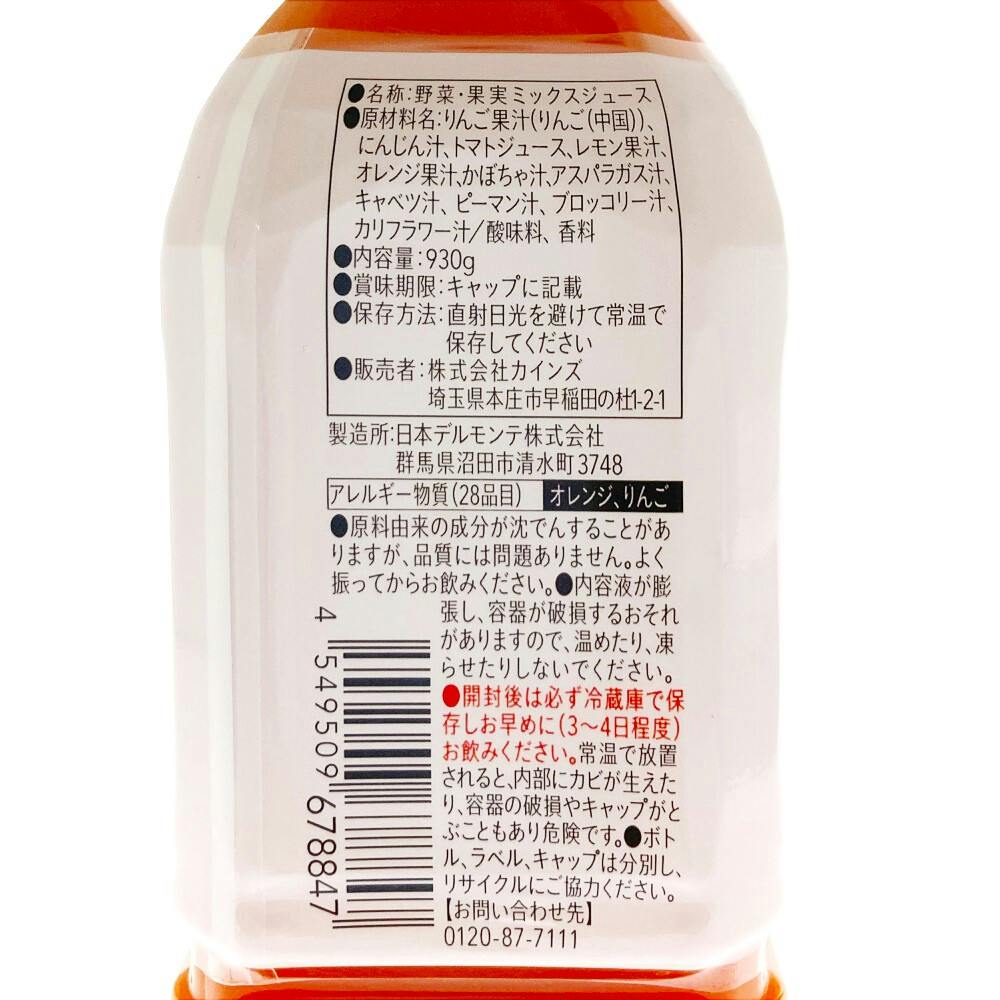 ●名称:野菜・果実ミックスジュース
●原材料名:りんご果汁(りんご(中国))、
にんじん汁、トマトジュース、レモン果汁、
オレンジ果汁、かぼちゃ汁、アスパラガス汁、
キャベツ汁、ピーマン汁、ブロッコリー汁、
カリフラワー汁/酸味料、香料
●内容量:930g
●賞味期限:キャップに記載
●保存方法:直射日光を避けて常温で
保存してください
●販売者:株式会社カインズ
埼玉県本庄市早稲田の杜1-2-1
製造所:日本デルモンテ株式会社
群馬県沼田市清水町3748
アレルギー物質(28品目) オレンジ、りんご
●原料由来の成分が沈でんすることがあ
りますが、品質には問題ありません。よく
振ってからお飲みください。●内容液が膨
張し、容器が破損するおそれ
がありますので、温めたり、凍
らせたりしないでください。
●開封後は必ず冷蔵庫で保
存しお早めに(3〜4日程度)
お飲みください。常温で放置
されると、内部にカビが生えた
り、容器の破損やキャップがと
ぶこともあり危険です。●ボト
ル、ラベル、キャップは分別し、
リサイクルにご協力ください。
【お問い合わせ先】
0120-87-7111
4 549509 678847